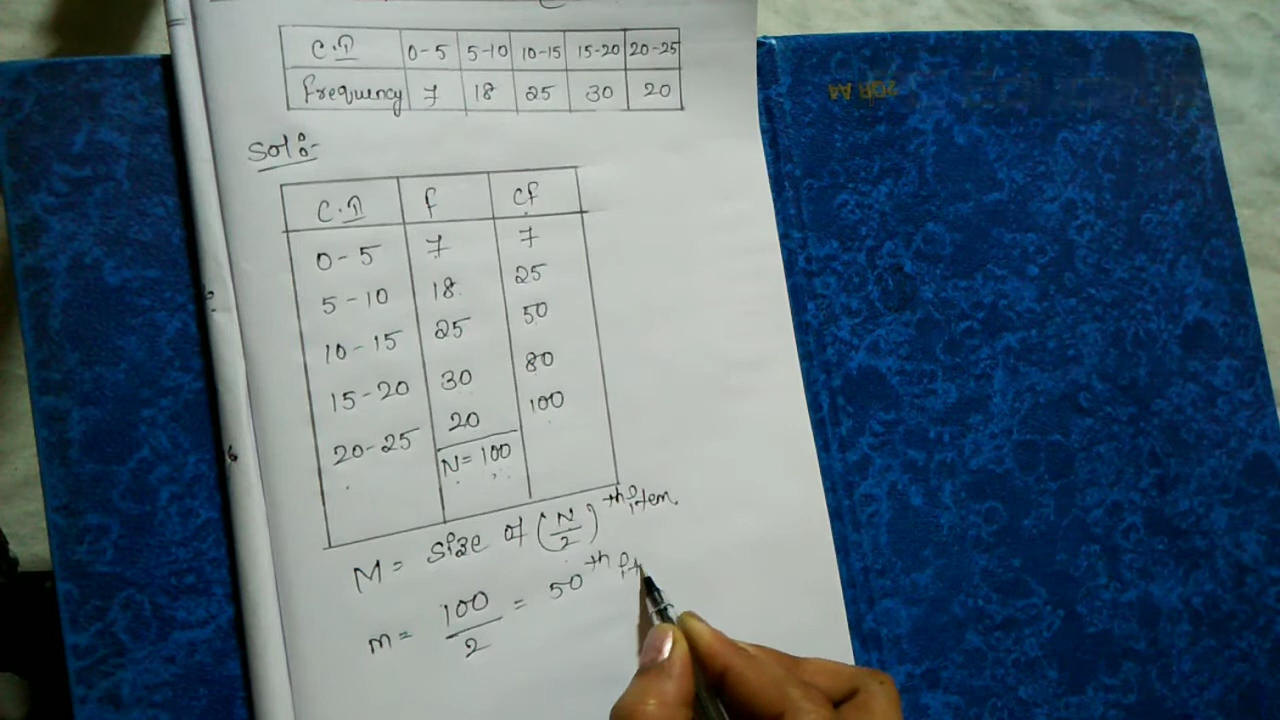 C.I 0-5 5-10 10-15 15-20 20-25
frequency 7 18 25 30 20
Sol:-
C.I f cf
0-5 7 7
5-10 18 25
10-15 25 50
15-20 30 80
20-25 20 100
N=100
M = size of (N/2)th item.
m = 100/2 = 50th it